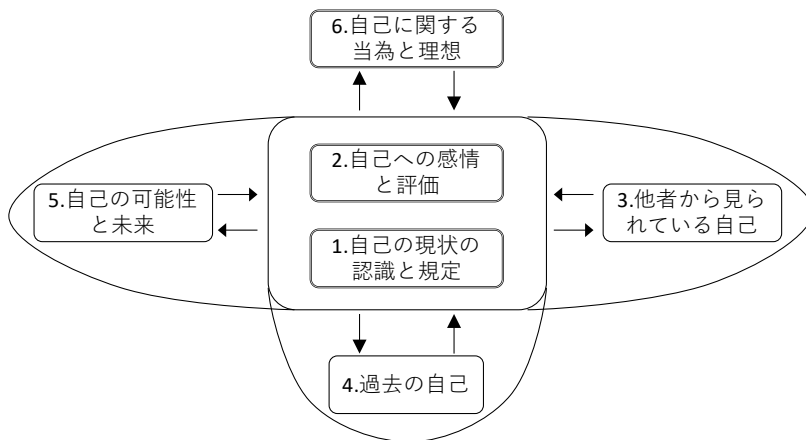 6.自己に関する
当為と理想
2.自己への感情
と評価
5.自己の可能性
と未来
3.他者から見ら
れている自己
1.自己の現状の
認識と規定
4.過去の自己